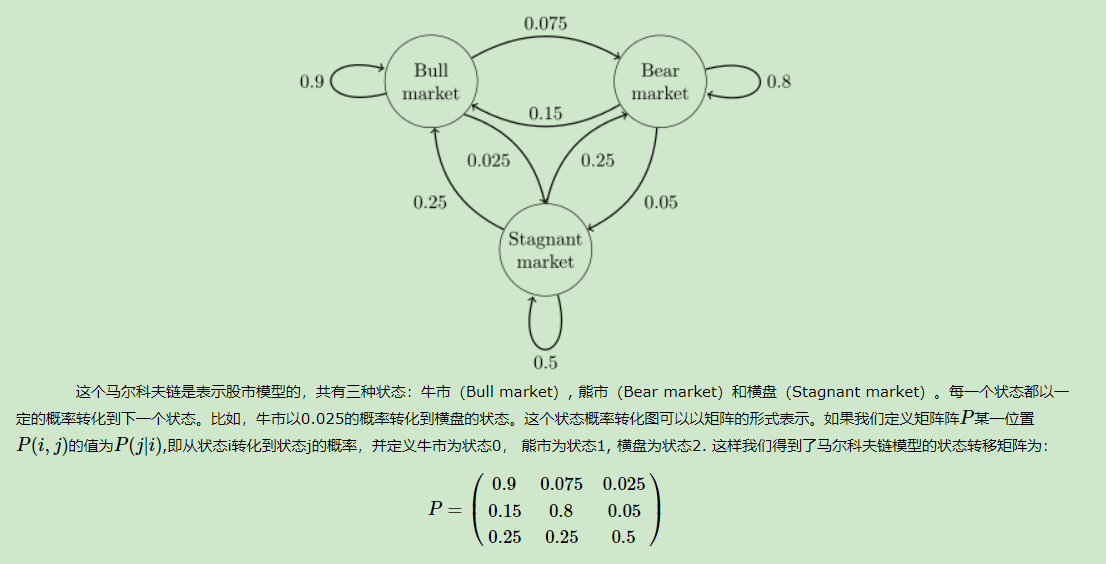 0.075
Bull
market
Bear
market
0.9
0.8
0.15
0.025
0.25
0.25
0.05
Stagnant
market
0.5
这个马尔科夫链是表示股市模型的，共有三种状态：牛市（Bull market）, 熊市（Bear market）和横盘（Stagnant market）。每一个状态都以一
定的概率转化到下一个状态。比如，牛市以0.025的概率转化到横盘的状态。这个状态概率转化图可以以矩阵的形式表示。如果我们定义矩阵阵P某一位置
P(i, j)的值为P(j|i),即从状态i转化到状态j的概率，并定义牛市为状态0， 熊市为状态1, 横盘为状态2. 这样我们得到了马尔科夫链模型的状态转移矩阵为：
0.9 0.075 0.025
P = ( 0.15 0.8 0.05 )
0.25 0.25 0.5